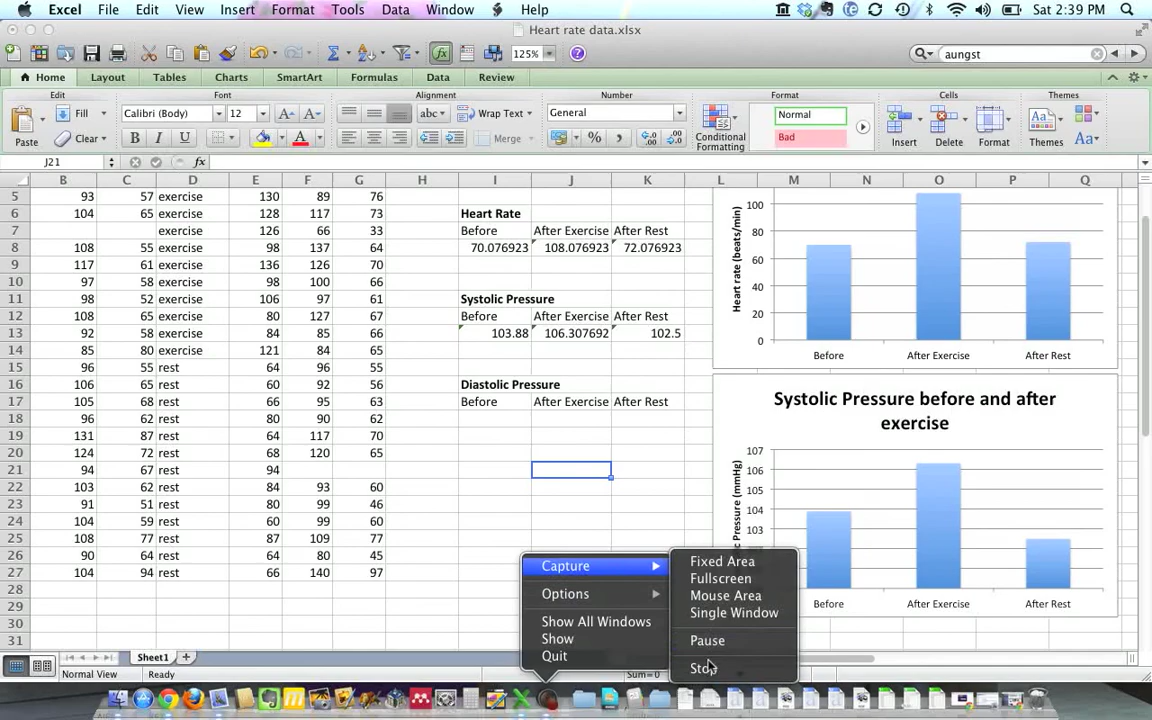 Excel File Edit View Insert Format Tools Data Window Help Sat 2:39 PM
Heart rate data.xlsx
125% aungst
Home Layout Tables Charts SmartArt Formulas Data Review
Edit Font Alignment Number Format Cells Themes
Fill Calibri (Body) 12 abc Wrap Text General Normal
Paste Clear B I U Merge % Conditional Formatting Bad Insert Delete Format Themes Aa
J21 fx
B C D E F G H I J K L M N O P Q
5 93 57 exercise 130 89 76
6 104 65 exercise 128 117 73 Heart Rate
7 exercise 126 66 33 Before After Exercise After Rest
8 108 55 exercise 98 137 64 70.076923 108.076923 72.076923
9 117 61 exercise 136 126 70
10 97 58 exercise 98 100 66
11 98 52 exercise 106 97 61 Systolic Pressure
12 108 65 exercise 80 127 67 Before After Exercise After Rest
13 92 58 exercise 84 85 66 103.88 106.307692 102.5
14 85 80 exercise 121 84 65
15 96 55 rest 64 96 55
16 106 65 rest 60 92 56 Diastolic Pressure
17 105 68 rest 66 95 63 Before After Exercise After Rest
18 96 62 rest 80 90 62
19 131 87 rest 64 117 70
20 124 72 rest 68 120 65
21 94 67 rest 94
22 103 62 rest 84 93 60
23 91 51 rest 80 99 46
24 104 59 rest 60 99 60
25 108 77 rest 87 109 77
26 90 64 rest 64 80 45
27 104 94 rest 66 140 97
28
29
30
31
Heart rate (beats/min)
100
80
60
40
20
0
Before After Exercise After Rest
Systolic Pressure before and after
exercise
Pressure (mmHg)
107
106
105
104
103
Before After Exercise After Rest
Capture
Options
Show All Windows
Show
Quit
Fixed Area
Fullscreen
Mouse Area
Single Window
Pause
Stop
Sheet1
Normal View Ready Sum=0